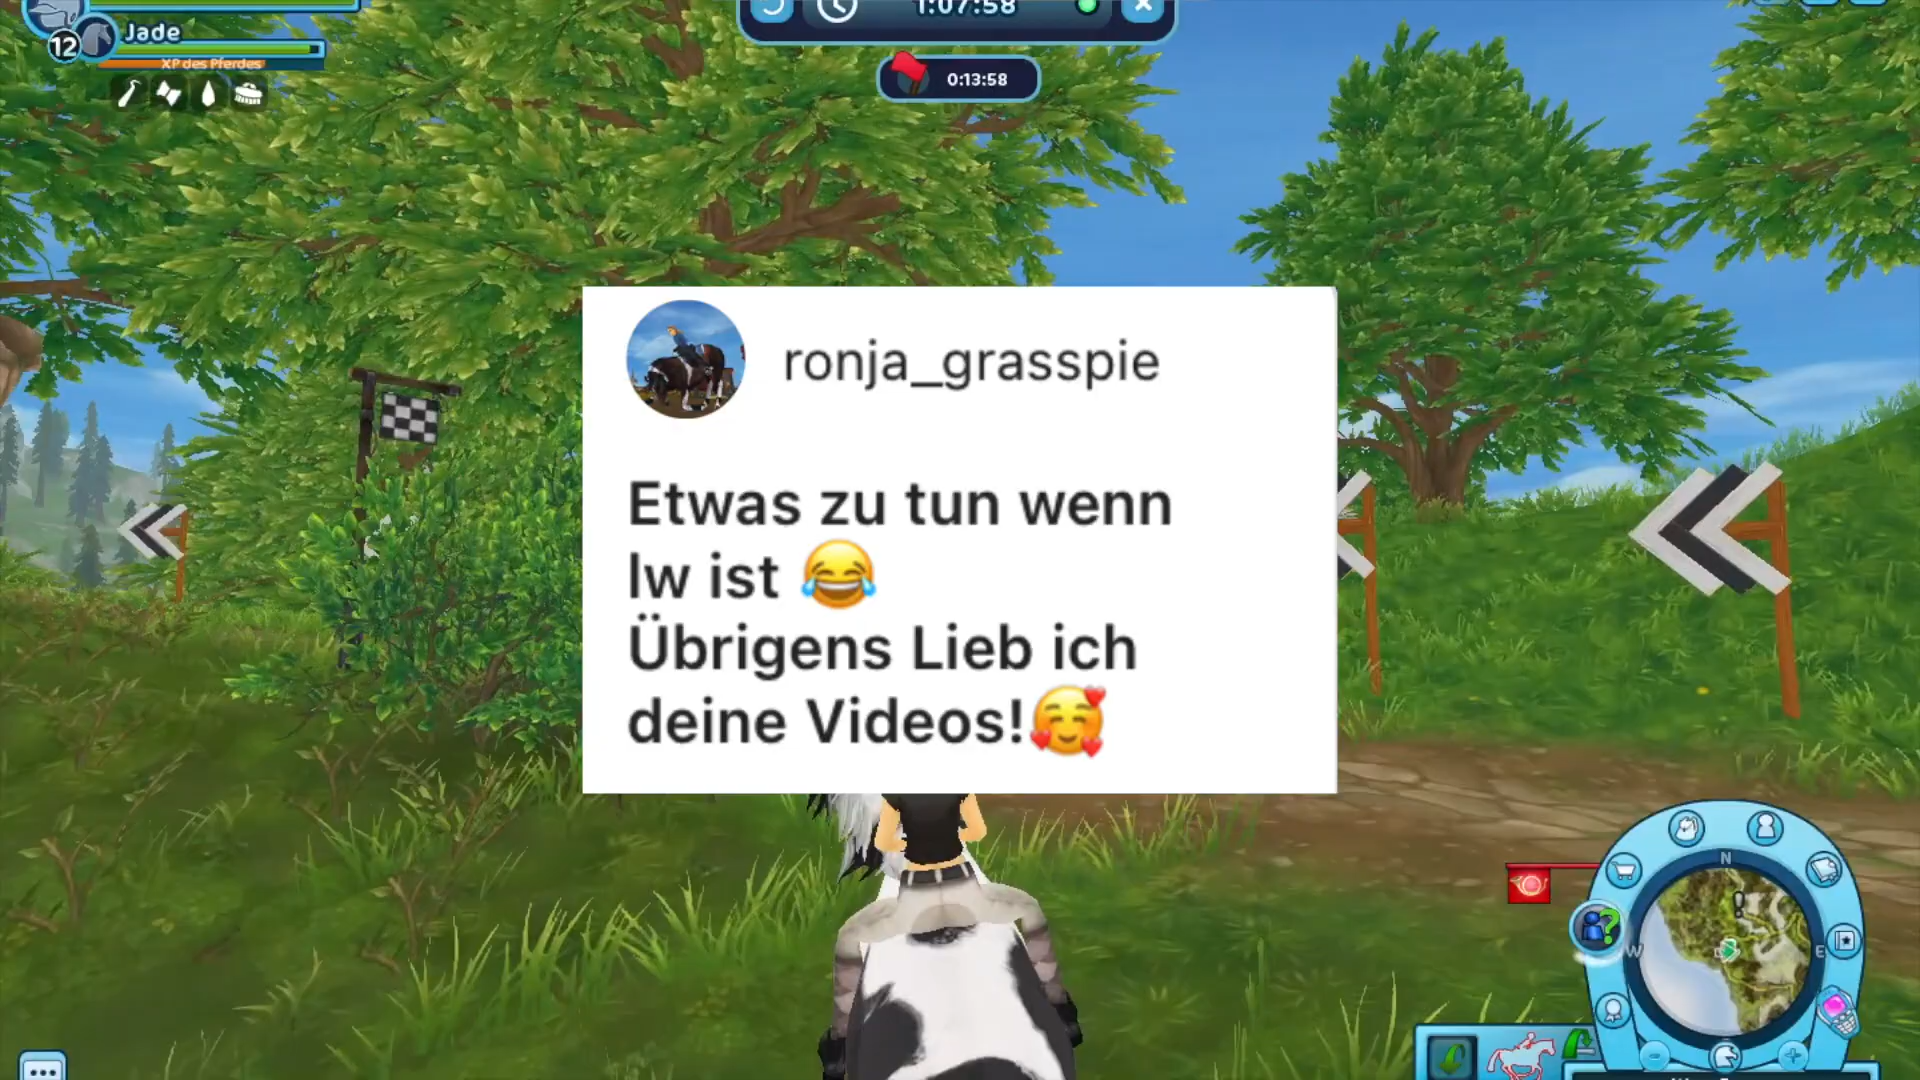 1:07:58
Jade
12
XP des Pferdes
0:13:58
ronja_grasspie
Etwas zu tun wenn
lw ist 😂
Übrigens Lieb ich
deine Videos!🥰
N
W
E